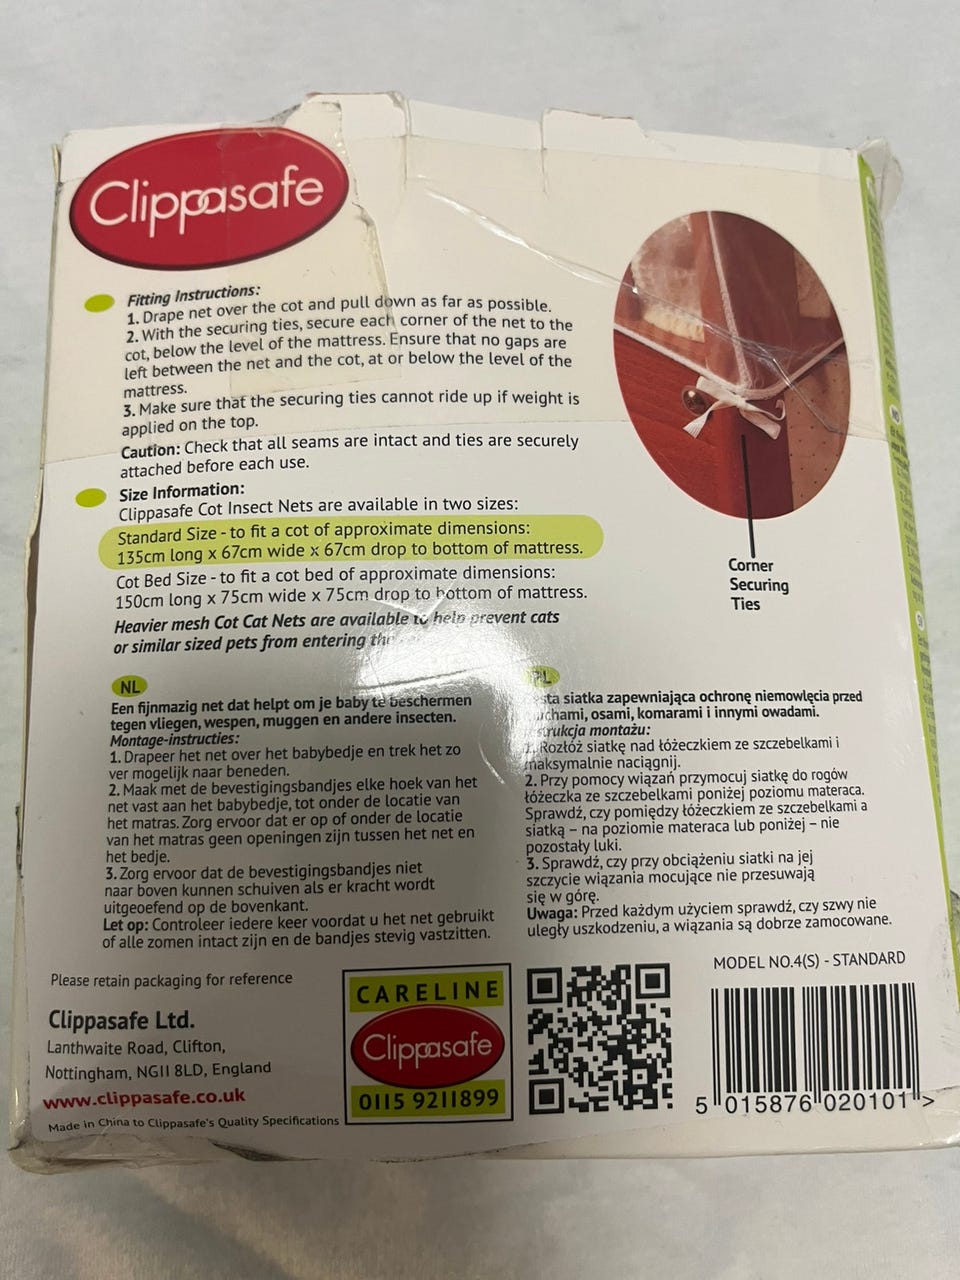 Clippasafe
Fitting Instructions:
1. Drape net over the cot and pull down as far as possible.
2. With the securing ties, secure each corner of the net to the
cot, below the level of the mattress. Ensure that no gaps are
left between the net and the cot, at or below the level of the
mattress.
3. Make sure that the securing ties cannot ride up if weight is
applied on the top.
Caution: Check that all seams are intact and ties are securely
attached before each use.
Size Information:
Clippasafe Cot Insect Nets are available in two sizes:
Standard Size - to fit a cot of approximate dimensions:
135cm long x 67cm wide x 67cm drop to bottom of mattress.
Cot Bed Size - to fit a cot bed of approximate dimensions:
150cm long x 75cm wide x 75cm drop to bottom of mattress.
Heavier mesh Cot Cat Nets are available to help prevent cats
or similar sized pets from entering
Corner
Securing
Ties
NL
Een fijnmazig net dat helpt om je baby te beschermen
tegen vliegen, wespen, muggen en andere insecten.
Montage-instructies:
1. Drapeer het net over het babybedje en trek het zo
ver mogelijk naar beneden.
2. Maak met de bevestigingsbandjes elke hoek van het
net vast aan het babybedje, tot onder de locatie van
het matras. Zorg ervoor dat er op of onder de locatie
van het matras geen openingen zijn tussen het net en
het bedje.
3. Zorg ervoor dat de bevestigingsbandjes niet
naar boven kunnen schuiven als er kracht wordt
uitgeoefend op de bovenkant.
Let op: Controleer iedere keer voordat u het net gebruikt
of alle zomen intact zijn en de bandjes stevig vastzitten.
PL
siatka zapewniająca ochronę niemowlęcia przed
osami, komarami i innymi owadami.
montażu:
1. Rozłóż siatkę nad łóżeczkiem ze szczebelkami i
maksymalnie naciągnij.
2. Przy pomocy wiązań przymocuj siatkę do rogów
łóżeczka ze szczebelkami poniżej poziomu materaca.
Sprawdź, czy pomiędzy łóżeczkiem ze szczebelkami a
siatką – na poziomie materaca lub poniżej – nie
pozostały luki.
3. Sprawdź, czy przy obciążeniu siatki na jej
szczycie wiązania mocujące nie przesuwają
się w górę.
Uwaga: Przed każdym użyciem sprawdź, czy szwy nie
uległy uszkodzeniu, a wiązania są dobrze zamocowane.
Please retain packaging for reference
Clippasafe Ltd.
Lanthwaite Road, Clifton,
Nottingham, NG11 8LD, England
www.clippasafe.co.uk
Made in China to Clippasafe's Quality Specifications
CARELINE
Clippasafe
0115 9211899
MODEL NO.4(S) - STANDARD
5 015876 020101 >